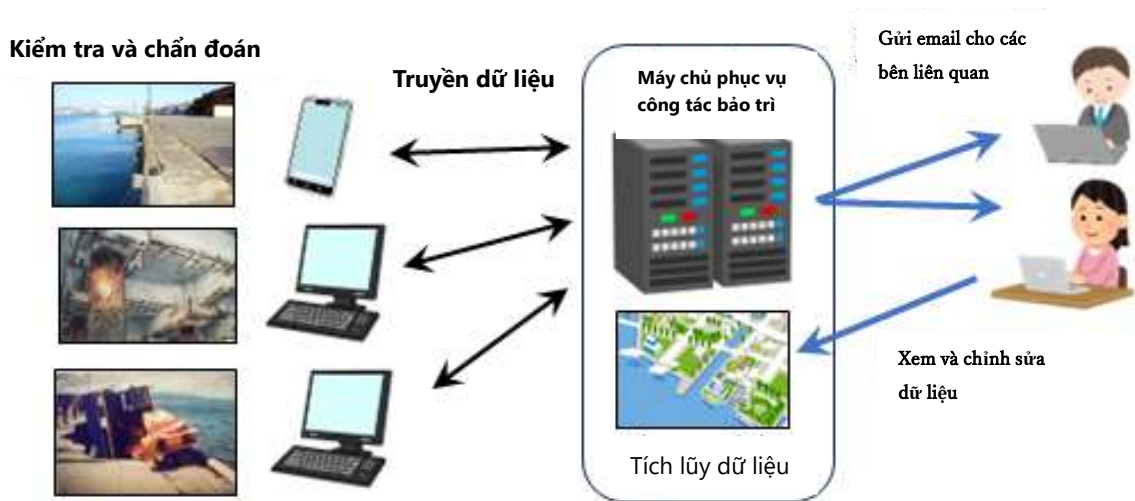 Kiểm tra và chẩn đoán
Truyền dữ liệu
Máy chủ phục vụ
công tác bảo trì
Tích lũy dữ liệu
Gửi email cho các
bên liên quan
Xem và chỉnh sửa
dữ liệu